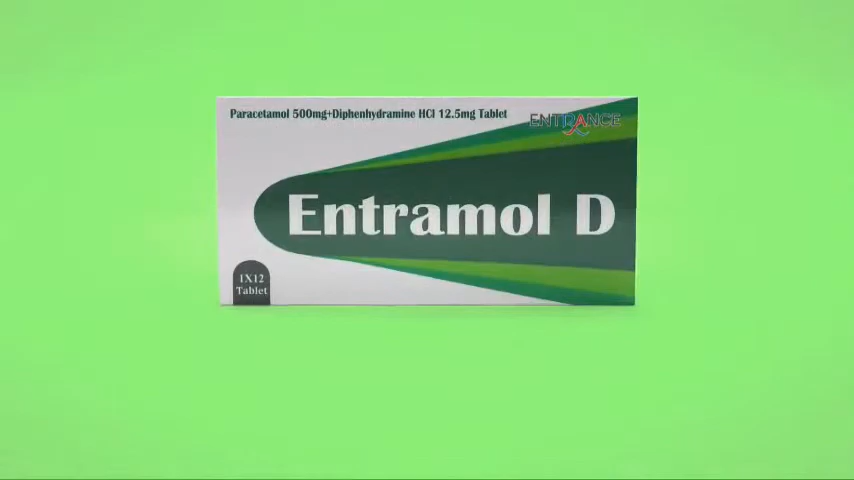 Paracetamol 500mg+Diphenhydramine HCl 12.5mg Tablet
ENTRANCE
Entramol D
1X12
Tablet